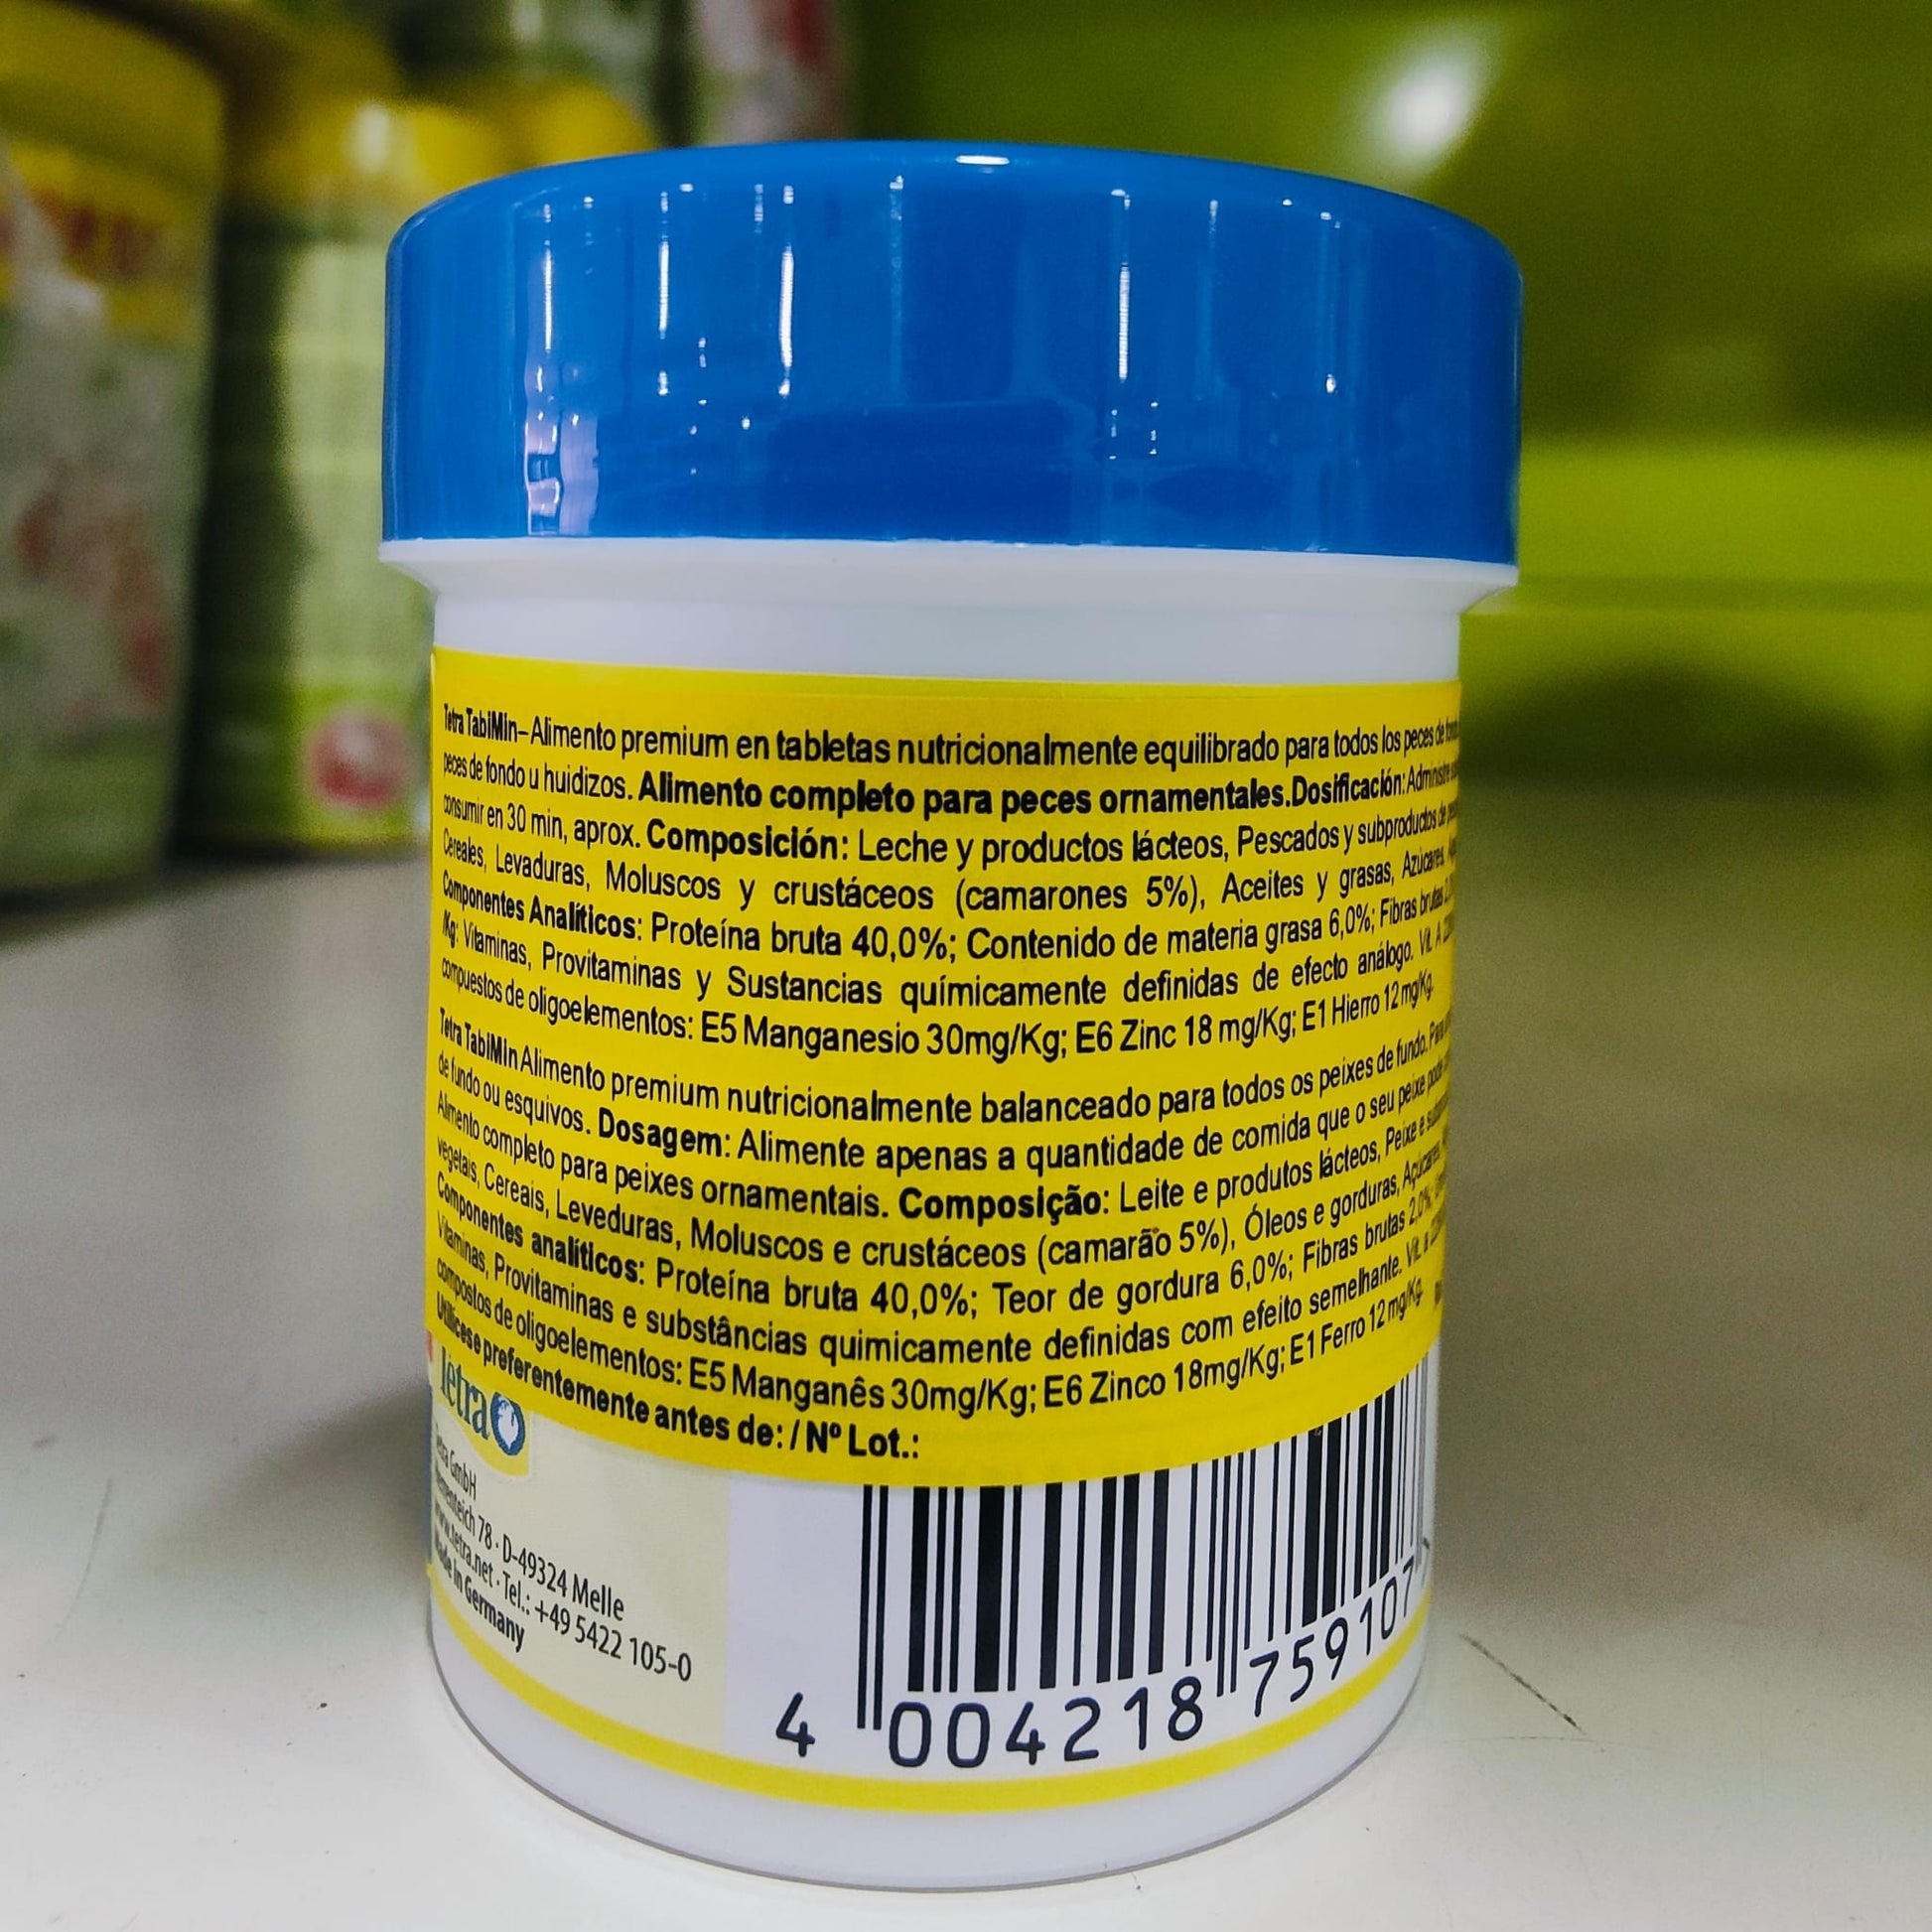 Tetra TabiMin–Alimento premium en tabletas nutricionalmente equilibrado para todos los peces de
peces de fondo u huidizos. Alimento completo para peces ornamentales.Dosificación: Administre
consumir en 30 min, aprox. Composición: Leche y productos lácteos, Pescados y subproductos de
Cereales, Levaduras, Moluscos y crustáceos (camarones 5%), Aceites y grasas, Azúcares,
Componentes Analíticos: Proteína bruta 40,0%; Contenido de materia grasa 6,0%; Fibras brutas
/Kg: Vitaminas, Provitaminas y Sustancias químicamente definidas de efecto análogo. Vit. A
compuestos de oligoelementos: E5 Manganesio 30mg/Kg; E6 Zinc 18 mg/Kg; E1 Hierro 12 mg/Kg.
Tetra TabiMin Alimento premium nutricionalmente balanceado para todos os peixes de fundo. Para
de fundo ou esquivos. Dosagem: Alimente apenas a quantidade de comida que o seu peixe pode
Alimento completo para peixes ornamentais. Composição: Leite e produtos lácteos, Peixe e
vegetais, Cereais, Leveduras, Moluscos e crustáceos (camarão 5%), Óleos e gorduras, Açúcares,
Componentes analíticos: Proteína bruta 40,0%; Teor de gordura 6,0%; Fibras brutas 2,0%;
Vitaminas, Provitaminas e substâncias quimicamente definidas com efeito semelhante. Vit. a
compostos de oligoelementos: E5 Manganês 30mg/Kg; E6 Zinco 18mg/Kg; E1 Ferro 12 mg/Kg.
Utilícese preferentemente antes de: / Nº Lot.:
Tetra
Tetra GmbH
78 · D-49324 Melle
www.tetra.net · Tel.: +49 5422 105-0
Made in Germany
4 004218 759107